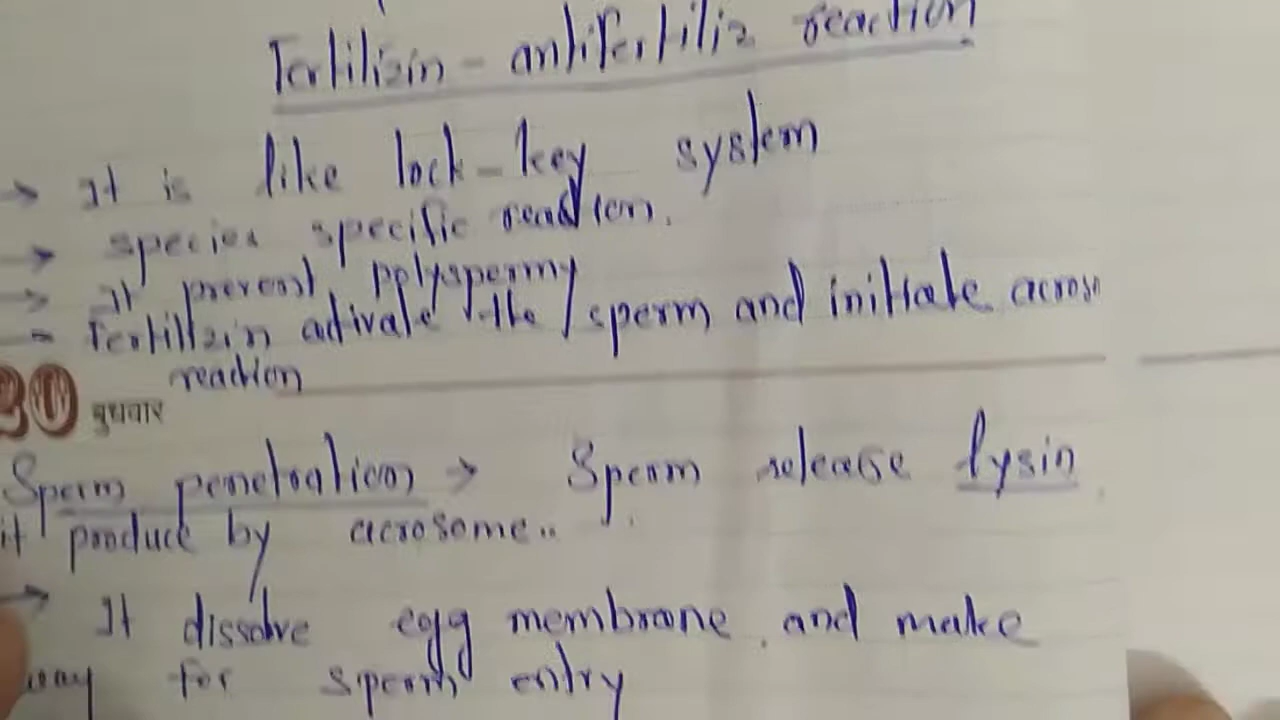 Fertilizin - antifertiliz reaction
→ It is like lock-key system
→ species specific reaction.
→ It prevent polyspermy
- Fertilizin activate the sperm and initiate acroso
reaction
30 बुधवार
Sperm penetration → Sperm release lysin
it produce by acrosome..
→ It dissolve egg membrane and make
way for sperm entry